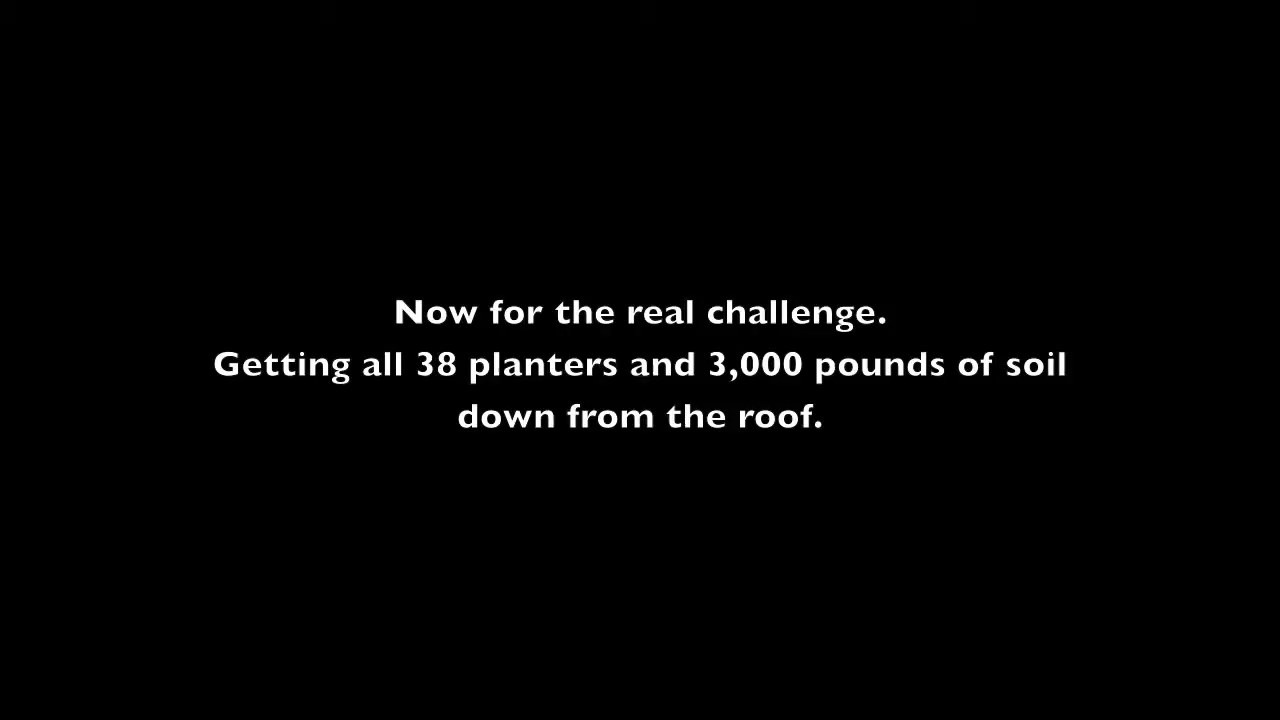 Now for the real challenge.
Getting all 38 planters and 3,000 pounds of soil
down from the roof.